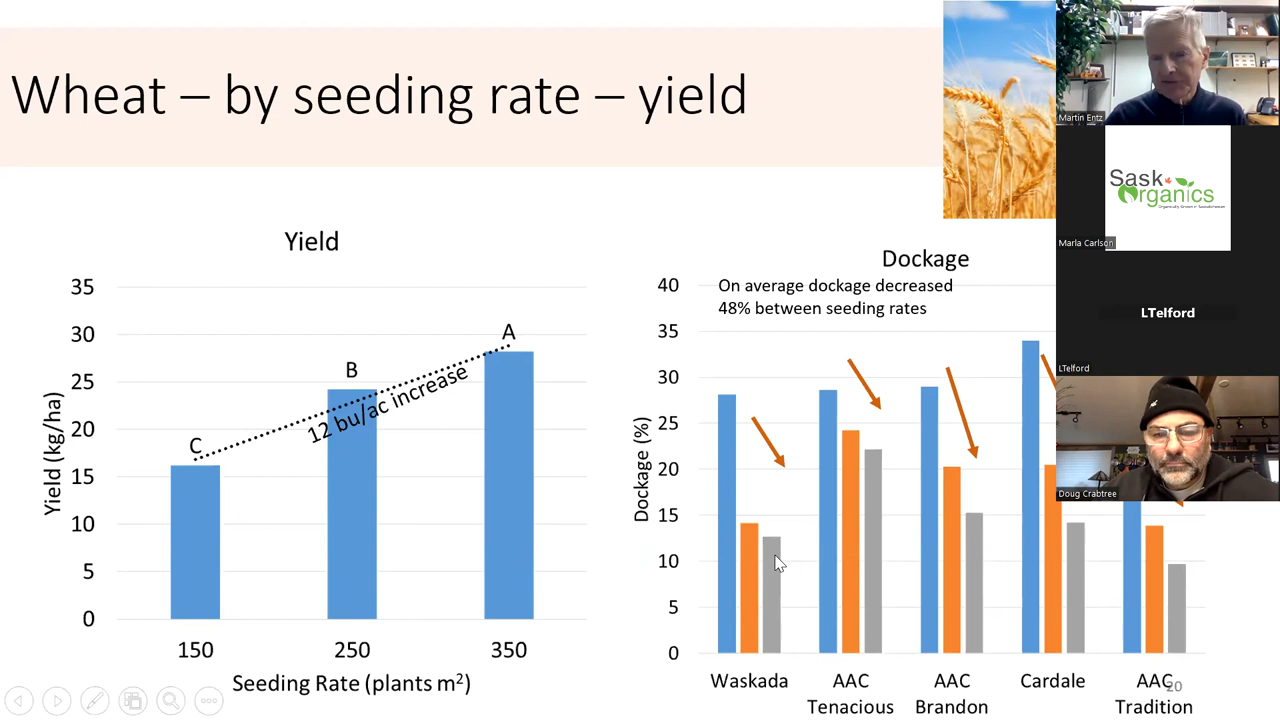 Wheat – by seeding rate – yield
Yield
35
30
25
20
15
10
5
0
Yield (kg/ha)
C
B
A
12 bu/ac increase
150
250
350
Seeding Rate (plants m²)
Dockage
On average dockage decreased
48% between seeding rates
40
35
30
25
20
15
10
5
0
Dockage (%)
Waskada
AAC
Tenacious
AAC
Brandon
Cardale
AAC
Tradition
20
Martin Entz
Sask
Organics
Marla Carlson
LTelford
LTelford
Doug Crabtree